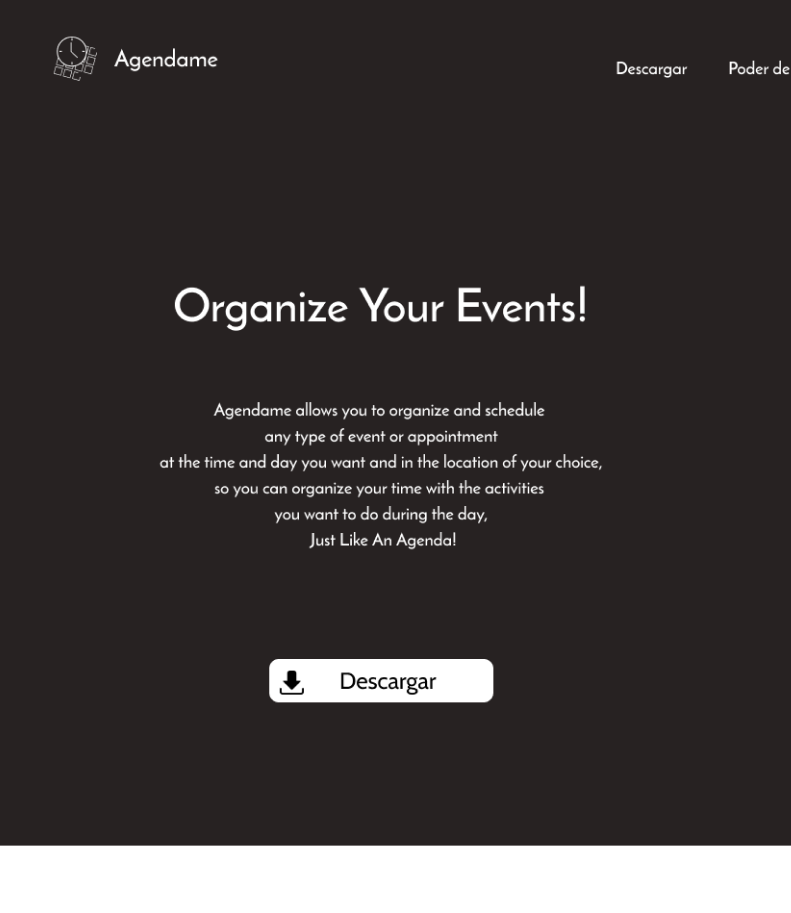 Agendame
Descargar
Poder de
Organize Your Events!
Agendame allows you to organize and schedule
any type of event or appointment
at the time and day you want and in the location of your choice,
so you can organize your time with the activities
you want to do during the day,
Just Like An Agenda!
Descargar